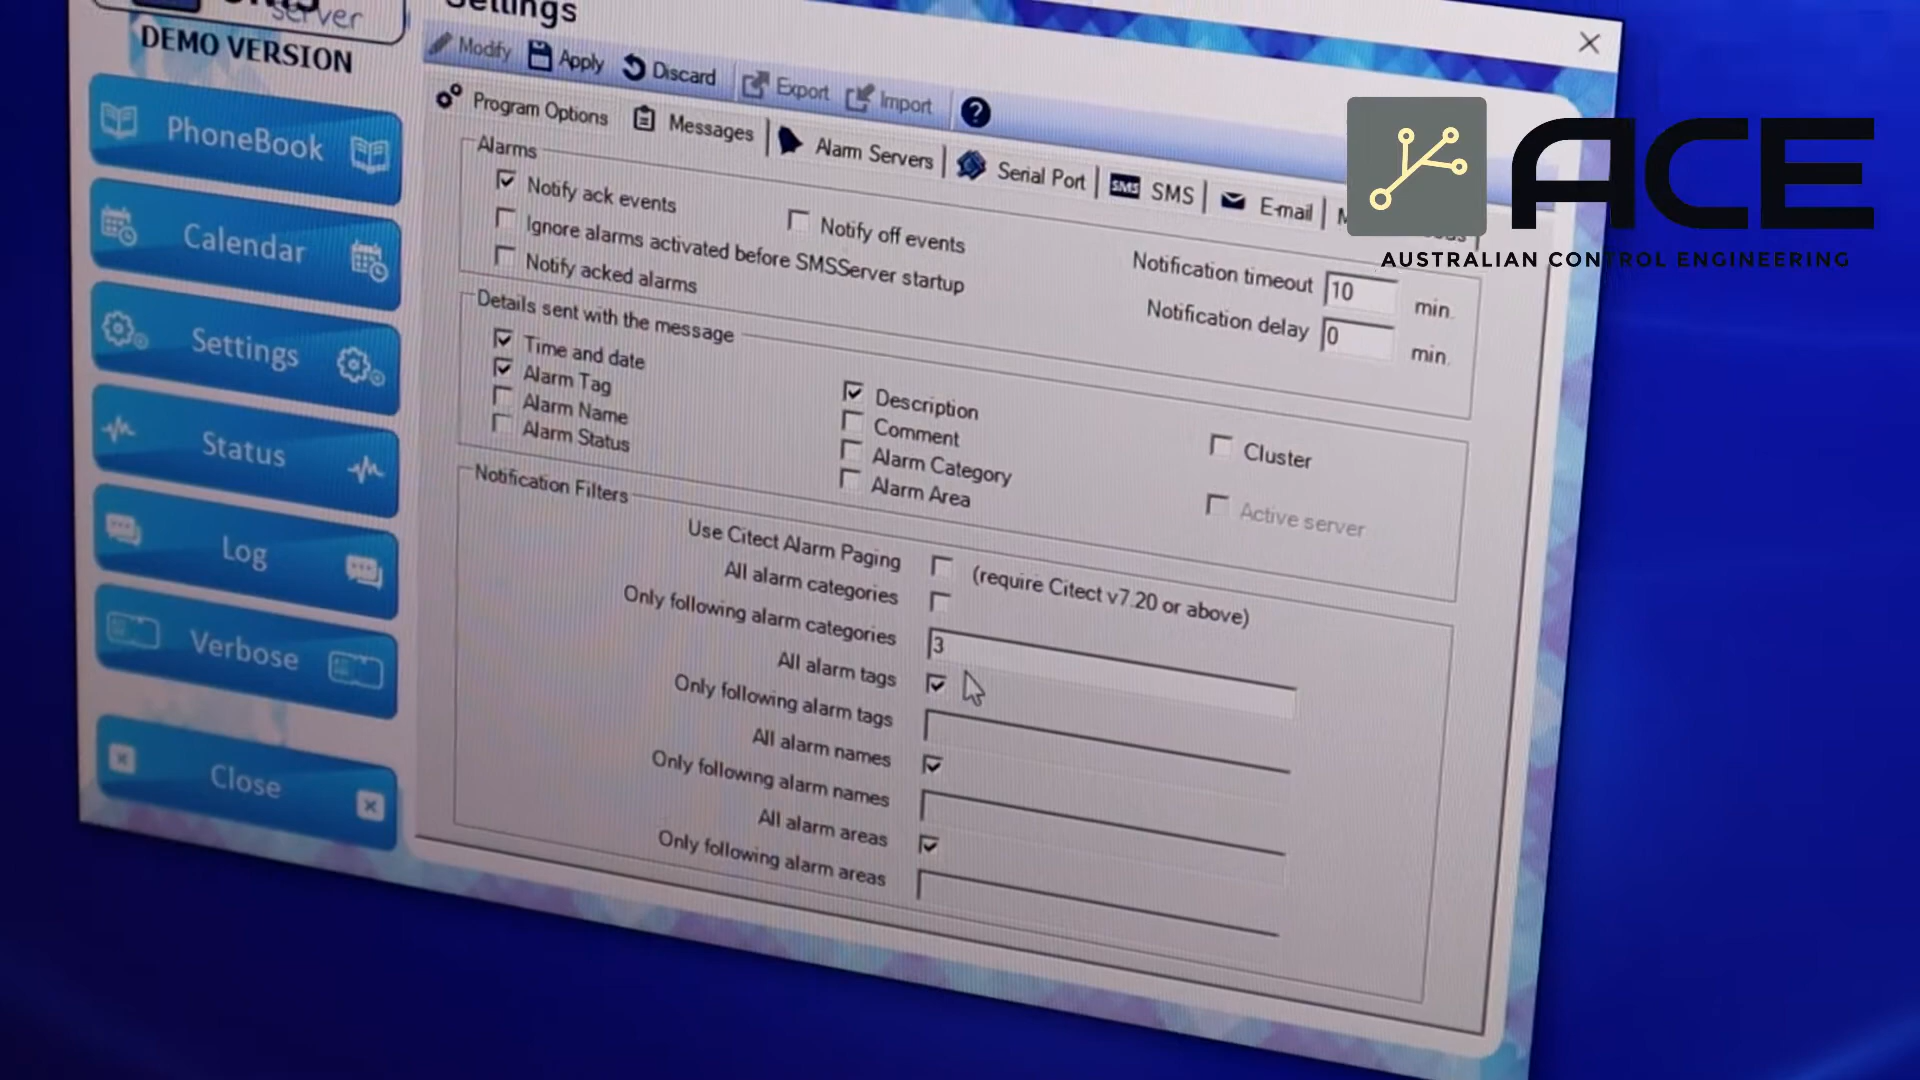 server
DEMO VERSION
Settings
Modify Apply Discard Export Import ?
Program Options Messages Alarm Servers Serial Port SMS SMS E-mail
ACE
AUSTRALIAN CONTROL ENGINEERING
PhoneBook
Calendar
Settings
Status
Log
Verbose
Close
Alarms
Notify ack events
Notify off events
Ignore alarms activated before SMSServer startup
Notify acked alarms
Notification timeout 10 min.
Notification delay 0 min.
Details sent with the message
Time and date
Alarm Tag
Alarm Name
Alarm Status
Description
Comment
Alarm Category
Alarm Area
Cluster
Active server
Notification Filters
Use Citect Alarm Paging (require Citect v7.20 or above)
All alarm categories
Only following alarm categories 3
All alarm tags
Only following alarm tags
All alarm names
Only following alarm names
All alarm areas
Only following alarm areas